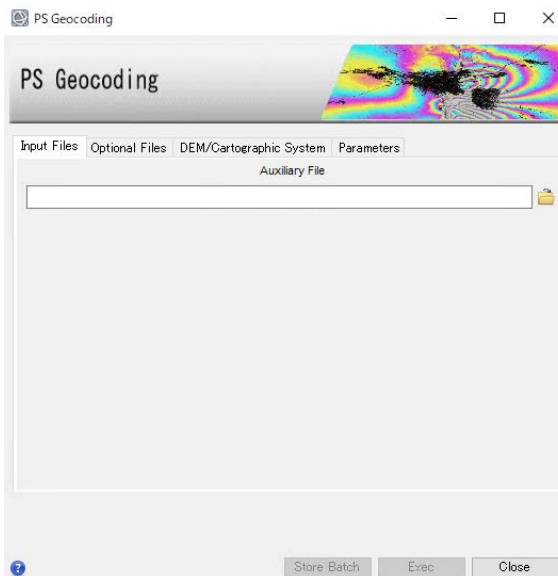 PS Geocoding
PS Geocoding
Input Files Optional Files DEM/Cartographic System Parameters
Auxiliary File
Store Batch Exec Close